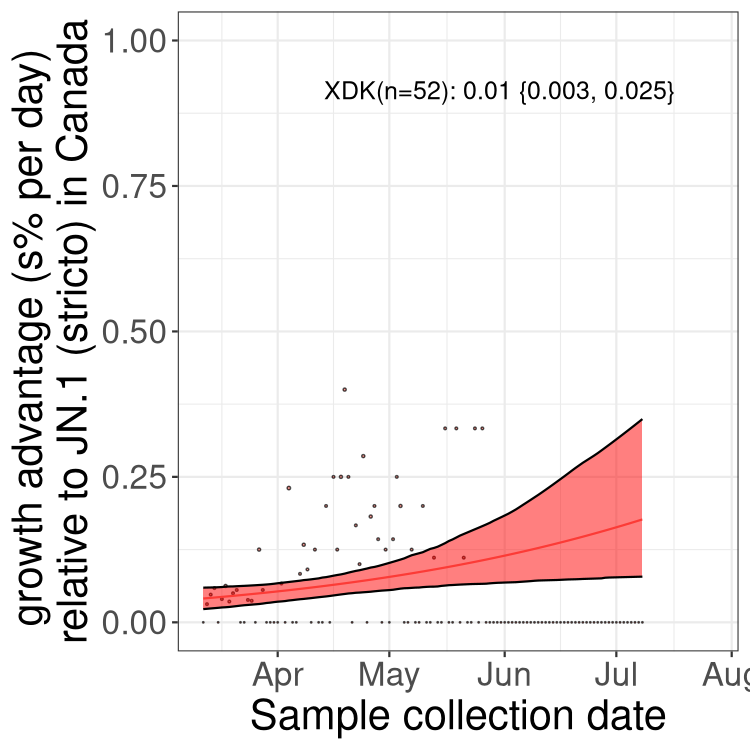 growth advantage (s% per day)
relative to JN.1 (stricto) in Canada
1.00
0.75
0.50
0.25
0.00
XDK(n=52): 0.01 {0.003, 0.025}
Apr May Jun Jul Aug
Sample collection date